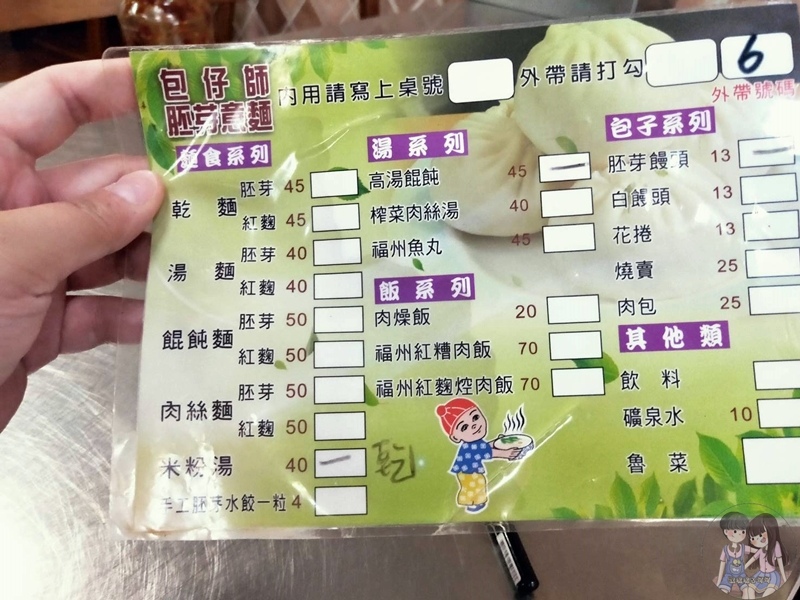 包仔師
胚芽意麵
內用請寫上桌號
外帶請打勾
6
外帶號碼
麵食系列
乾麵
胚芽 45
紅麴 45
湯麵
胚芽 40
紅麴 40
餛飩麵
胚芽 50
紅麴 50
肉絲麵
胚芽 50
紅麴 50
米粉湯 40 一 乾
手工胚芽水餃一粒 4
湯系列
高湯餛飩 45 一
榨菜肉絲湯 40
福州魚丸 45
飯系列
肉燥飯 20
福州紅糟肉飯 70
福州紅麴焢肉飯 70
包子系列
胚芽饅頭 13 一
白饅頭 13
花捲 13
燒賣 25
肉包 25
其他類
飲料
礦泉水 10
魯菜